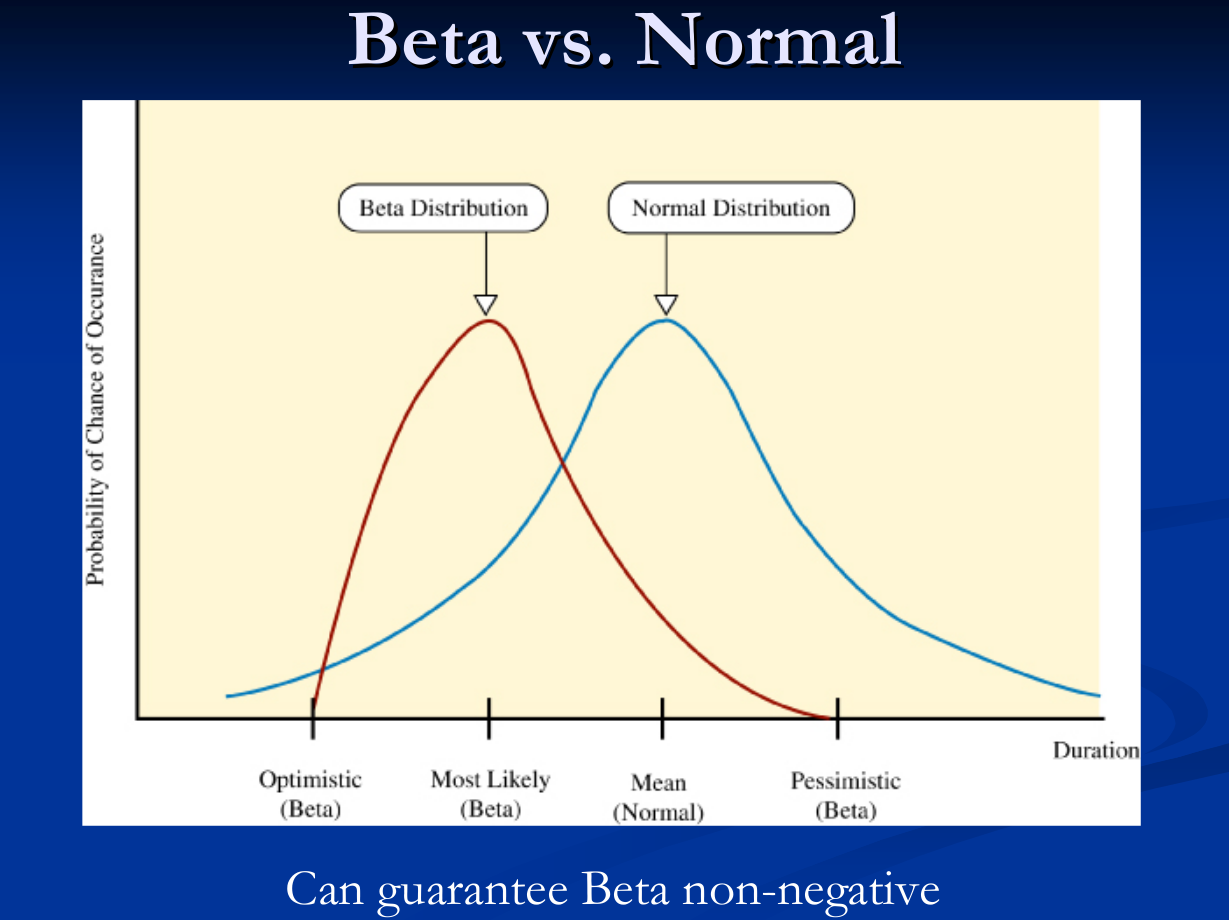 Beta vs. Normal
Beta Distribution
Normal Distribution
Probability of Chance of Occurance
Duration
Optimistic
(Beta)
Most Likely
(Beta)
Mean
(Normal)
Pessimistic
(Beta)
Can guarantee Beta non-negative